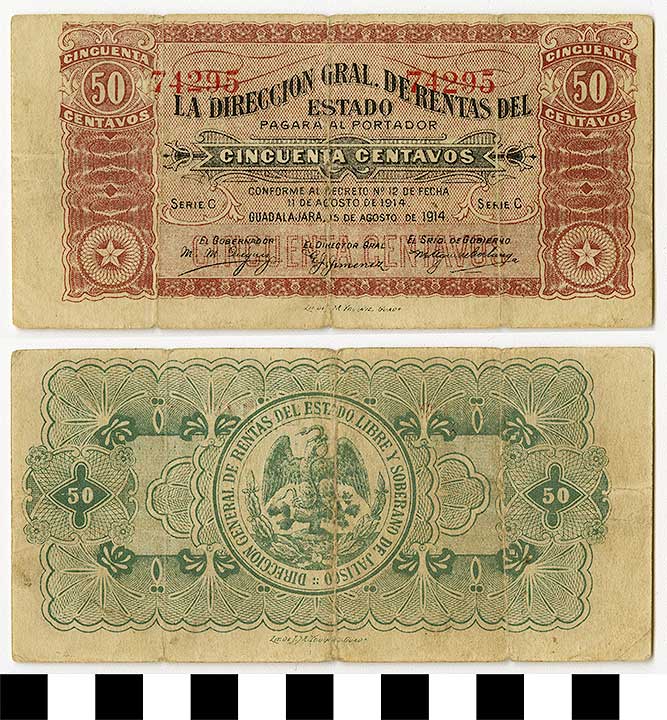 CINCUENTA
50
CENTAVOS
74295
74295
CINCUENTA
50
CENTAVOS
LA DIRECCION GRAL. DE RENTAS DEL
ESTADO
PAGARÁ AL PORTADOR
CINCUENTA CENTAVOS
CONFORME AL DECRETO Nº 12 DE FECHA
11 DE AGOSTO DE 1914
SERIE C
SERIE C
GUADALAJARA, 15 DE AGOSTO DE 1914
EL GOBERNADOR
EL DIRECTOR GRAL
EL SRIO. DE GOBIERNO
DIRECCION GENERAL DE RENTAS DEL ESTADO LIBRE Y SOBERANO DE JALISCO
50
50